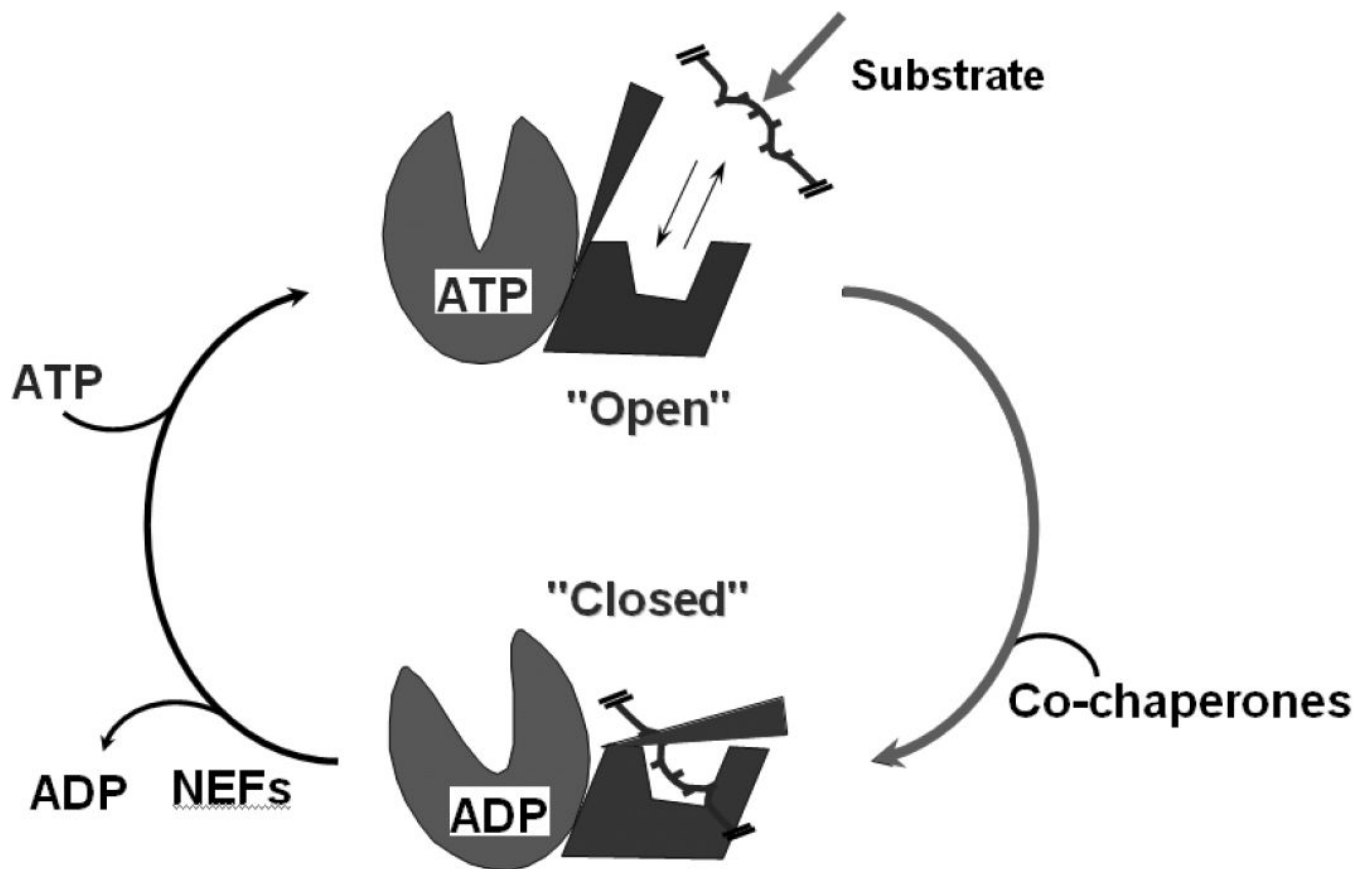 Substrate
ATP
ATP
"Open"
"Closed"
Co-chaperones
ADP
NEFs
ADP